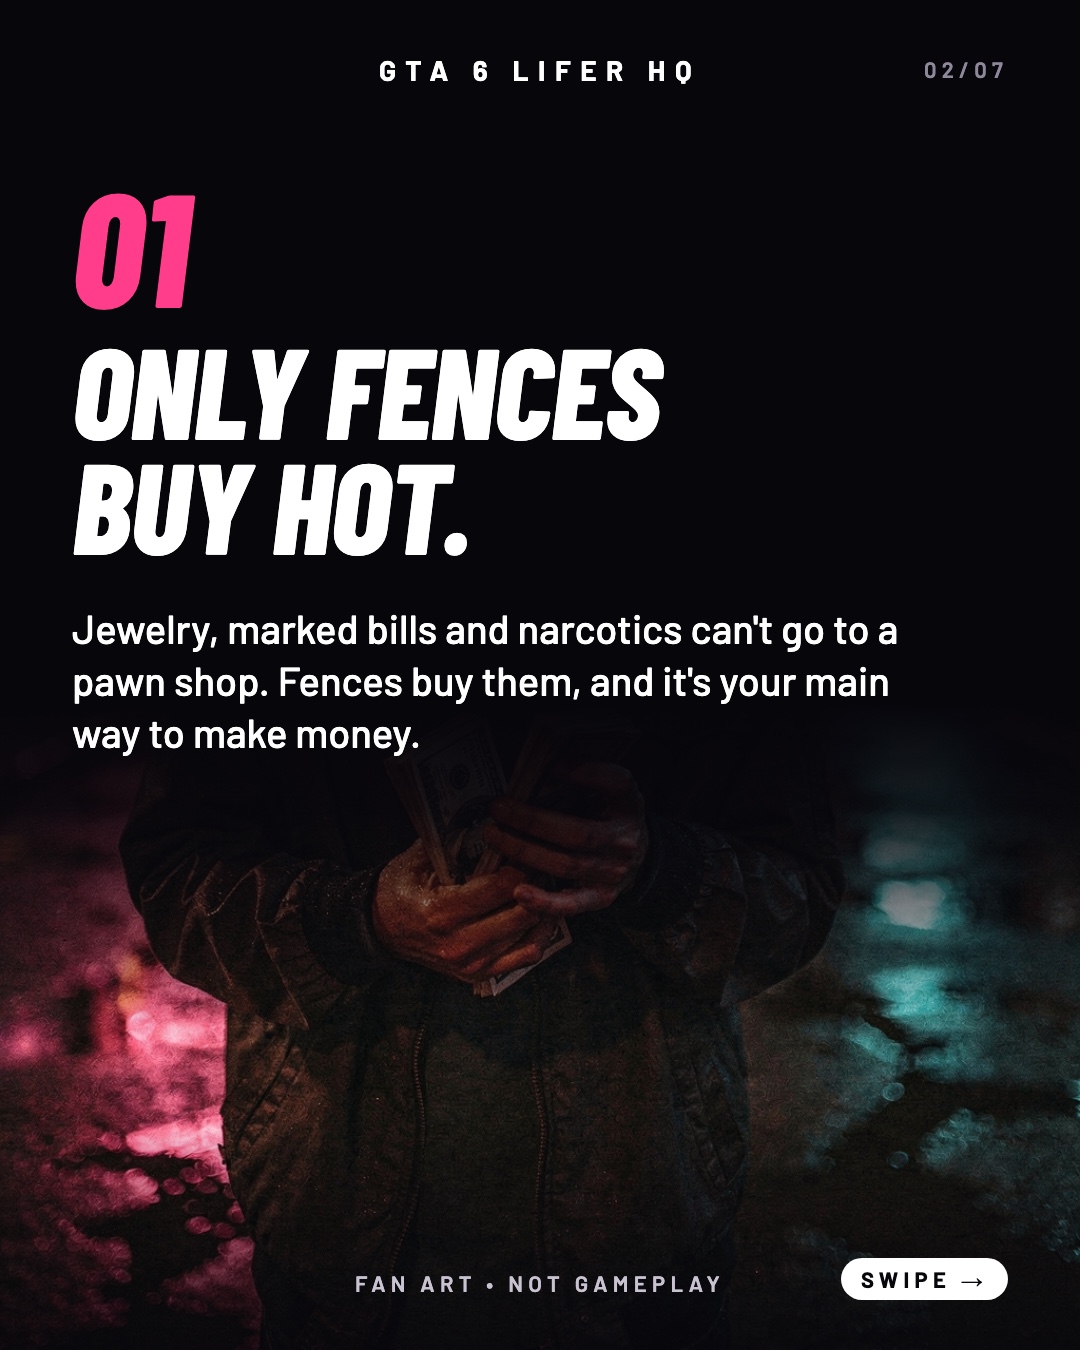 GTA 6 LIFER HQ
02/07
01
ONLY FENCES
BUY HOT.
Jewelry, marked bills and narcotics can't go to a
pawn shop. Fences buy them, and it's your main
way to make money.
FAN ART • NOT GAMEPLAY
SWIPE →